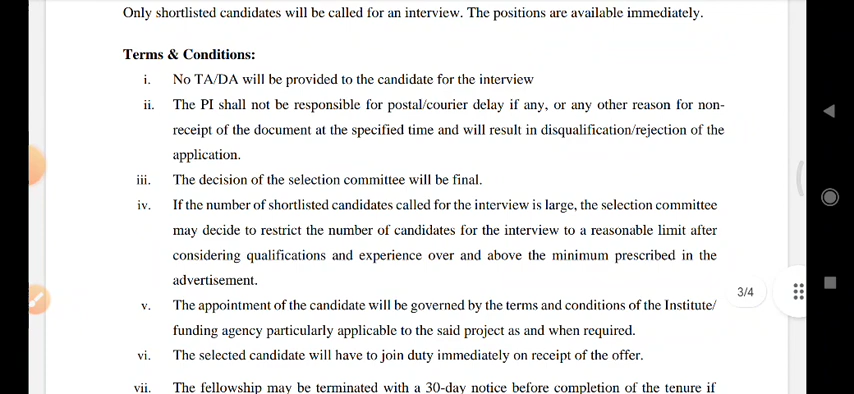 Only shortlisted candidates will be called for an interview. The positions are available immediately.
Terms & Conditions:
i. No TA/DA will be provided to the candidate for the interview
ii. The PI shall not be responsible for postal/courier delay if any, or any other reason for non-
receipt of the document at the specified time and will result in disqualification/rejection of the
application.
iii. The decision of the selection committee will be final.
iv. If the number of shortlisted candidates called for the interview is large, the selection committee
may decide to restrict the number of candidates for the interview to a reasonable limit after
considering qualifications and experience over and above the minimum prescribed in the
advertisement.
v. The appointment of the candidate will be governed by the terms and conditions of the Institute/
funding agency particularly applicable to the said project as and when required.
vi. The selected candidate will have to join duty immediately on receipt of the offer.
vii. The fellowship may be terminated with a 30-day notice before completion of the tenure if
3/4